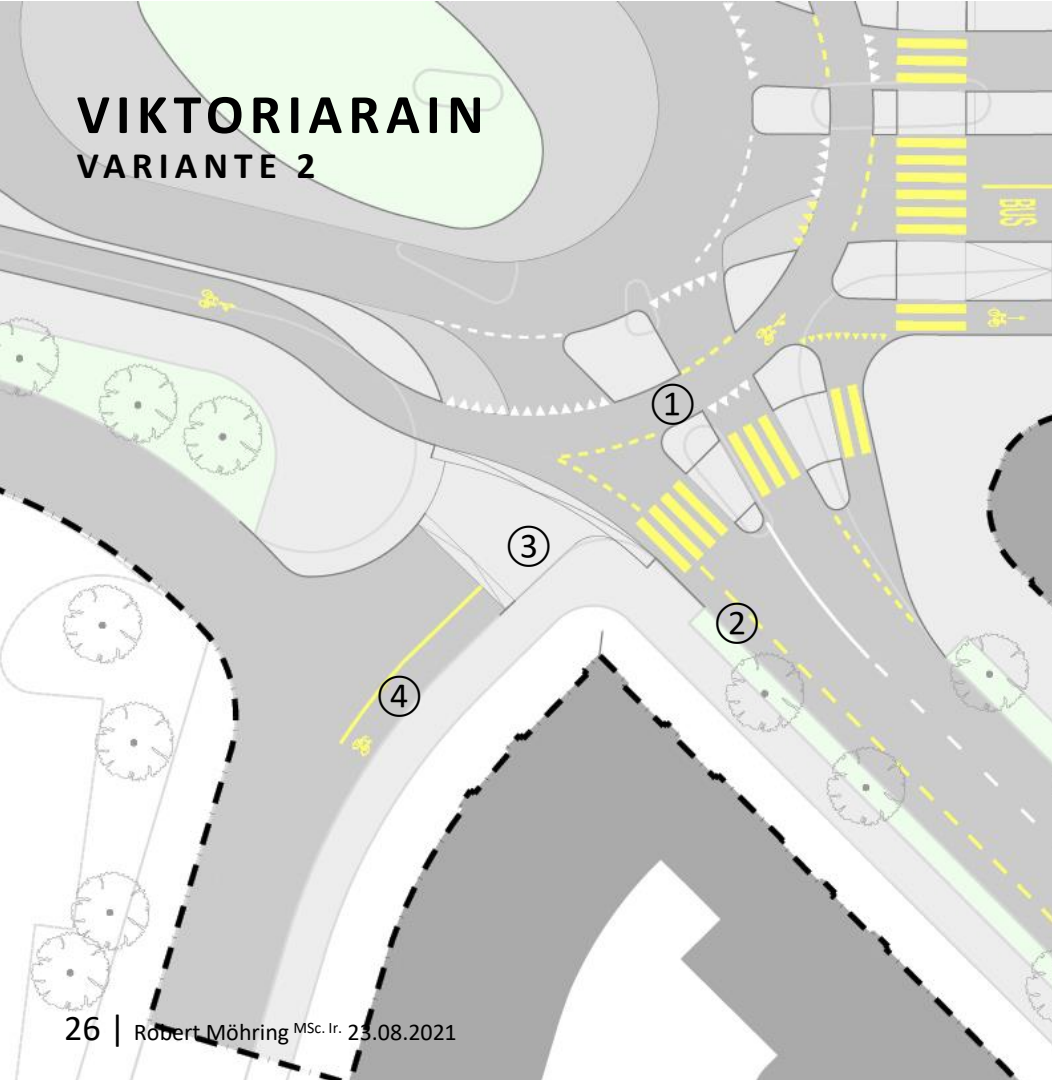 VIKTORIARAIN
VARIANTE 2
BUS
①
③
②
④
26 | Robert Möhring MSc. Ir. 23.08.2021